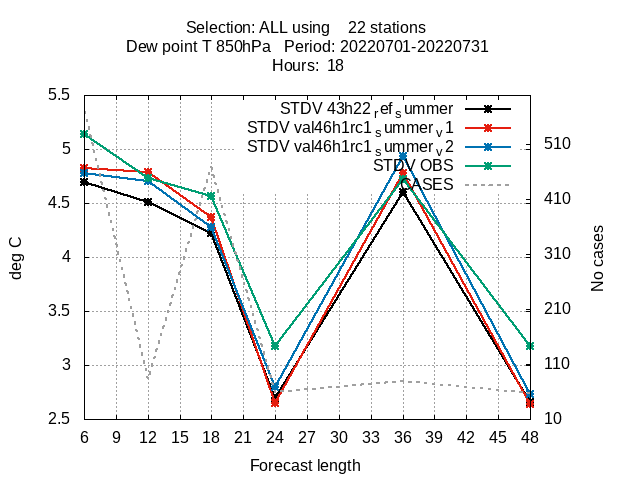 Selection: ALL using 22 stations
Dew point T 850hPa Period: 20220701-20220731
Hours: 18
5.5
5
4.5
4
3.5
3
2.5
deg C
STDV 43h22_ref_summer
STDV val46h1rc1_summer_v1
STDV val46h1rc1_summer_v2
STDV OBS
CASES
510
410
310
210
110
10
No cases
6 9 12 15 18 21 24 27 30 33 36 39 42 45 48
Forecast length